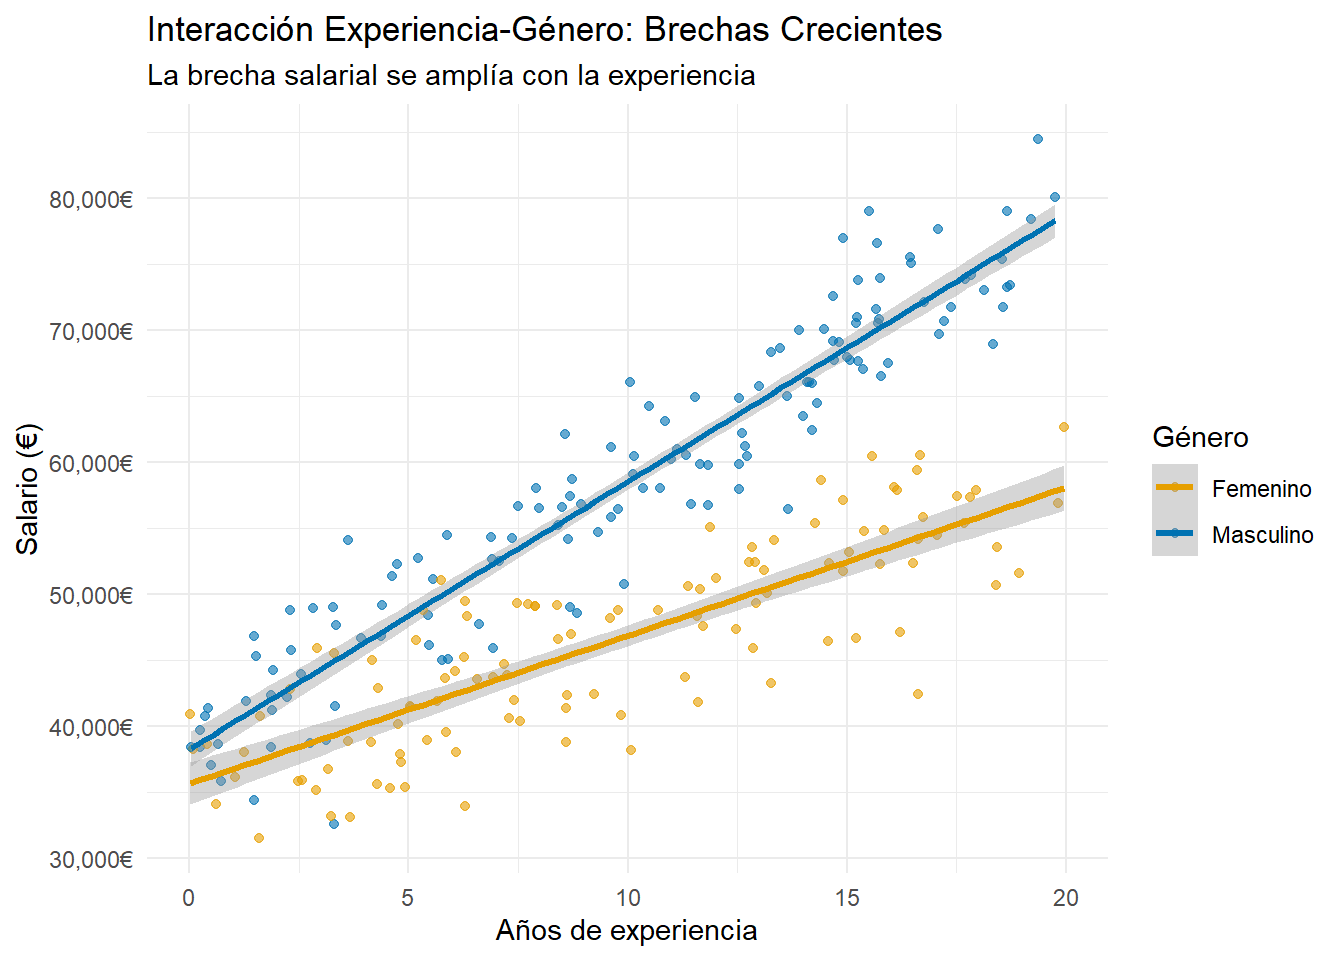 Interacción Experiencia-Género: Brechas Crecientes
La brecha salarial se amplía con la experiencia
Salario (€)
80,000€
70,000€
60,000€
50,000€
40,000€
30,000€
0 5 10 15 20
Años de experiencia
Género
Femenino
Masculino